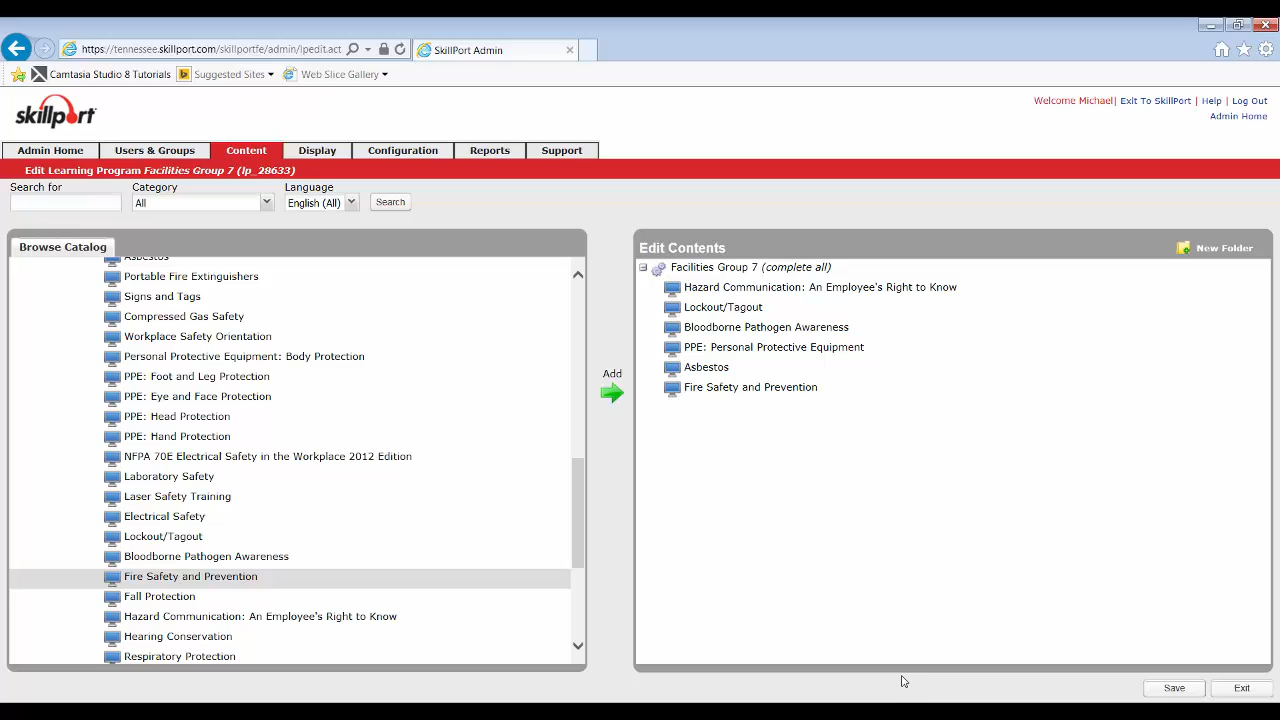 https://tennessee.skillport.com/skillportfe/admin/lpedit.act
SkillPort Admin
Camtasia Studio 8 Tutorials
Suggested Sites
Web Slice Gallery
skillport
Welcome Michael| Exit To SkillPort | Help | Log Out
Admin Home
Admin Home
Users & Groups
Content
Display
Configuration
Reports
Support
Edit Learning Program Facilities Group 7 (lp_28633)
Search for
Category
Language
All
English (All)
Search
Browse Catalog
Asbestos
Portable Fire Extinguishers
Signs and Tags
Compressed Gas Safety
Workplace Safety Orientation
Personal Protective Equipment: Body Protection
PPE: Foot and Leg Protection
PPE: Eye and Face Protection
PPE: Head Protection
PPE: Hand Protection
NFPA 70E Electrical Safety in the Workplace 2012 Edition
Laboratory Safety
Laser Safety Training
Electrical Safety
Lockout/Tagout
Bloodborne Pathogen Awareness
Fire Safety and Prevention
Fall Protection
Hazard Communication: An Employee's Right to Know
Hearing Conservation
Respiratory Protection
Add
Edit Contents
New Folder
Facilities Group 7 (complete all)
Hazard Communication: An Employee's Right to Know
Lockout/Tagout
Bloodborne Pathogen Awareness
PPE: Personal Protective Equipment
Asbestos
Fire Safety and Prevention
Save
Exit